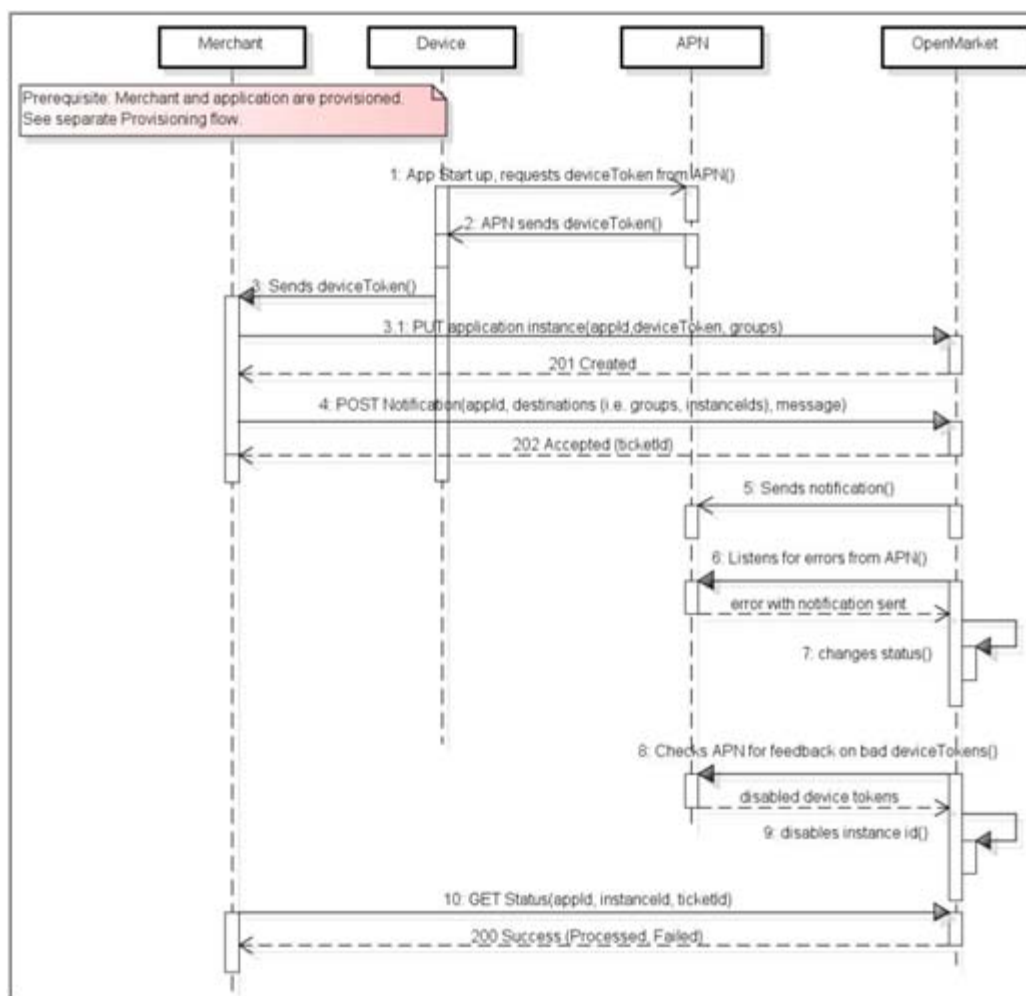 Merchant
Device
APN
OpenMarket
Prerequisite: Merchant and application are provisioned.
See separate Provisioning flow.
1: App Start up, requests deviceToken from APN()
2: APN sends deviceToken()
3: Sends deviceToken()
3.1: PUT application instance(appId,deviceToken, groups)
201 Created
4: POST Notification(appId, destinations (i.e. groups, instanceIds), message)
202 Accepted (ticketId)
5: Sends notification()
6: Listens for errors from APN()
error with notification sent
7: changes status()
8: Checks APN for feedback on bad deviceTokens()
disabled device tokens
9: disables instance id()
10: GET Status(appId, instanceId, ticketId)
200 Success (Processed, Failed)